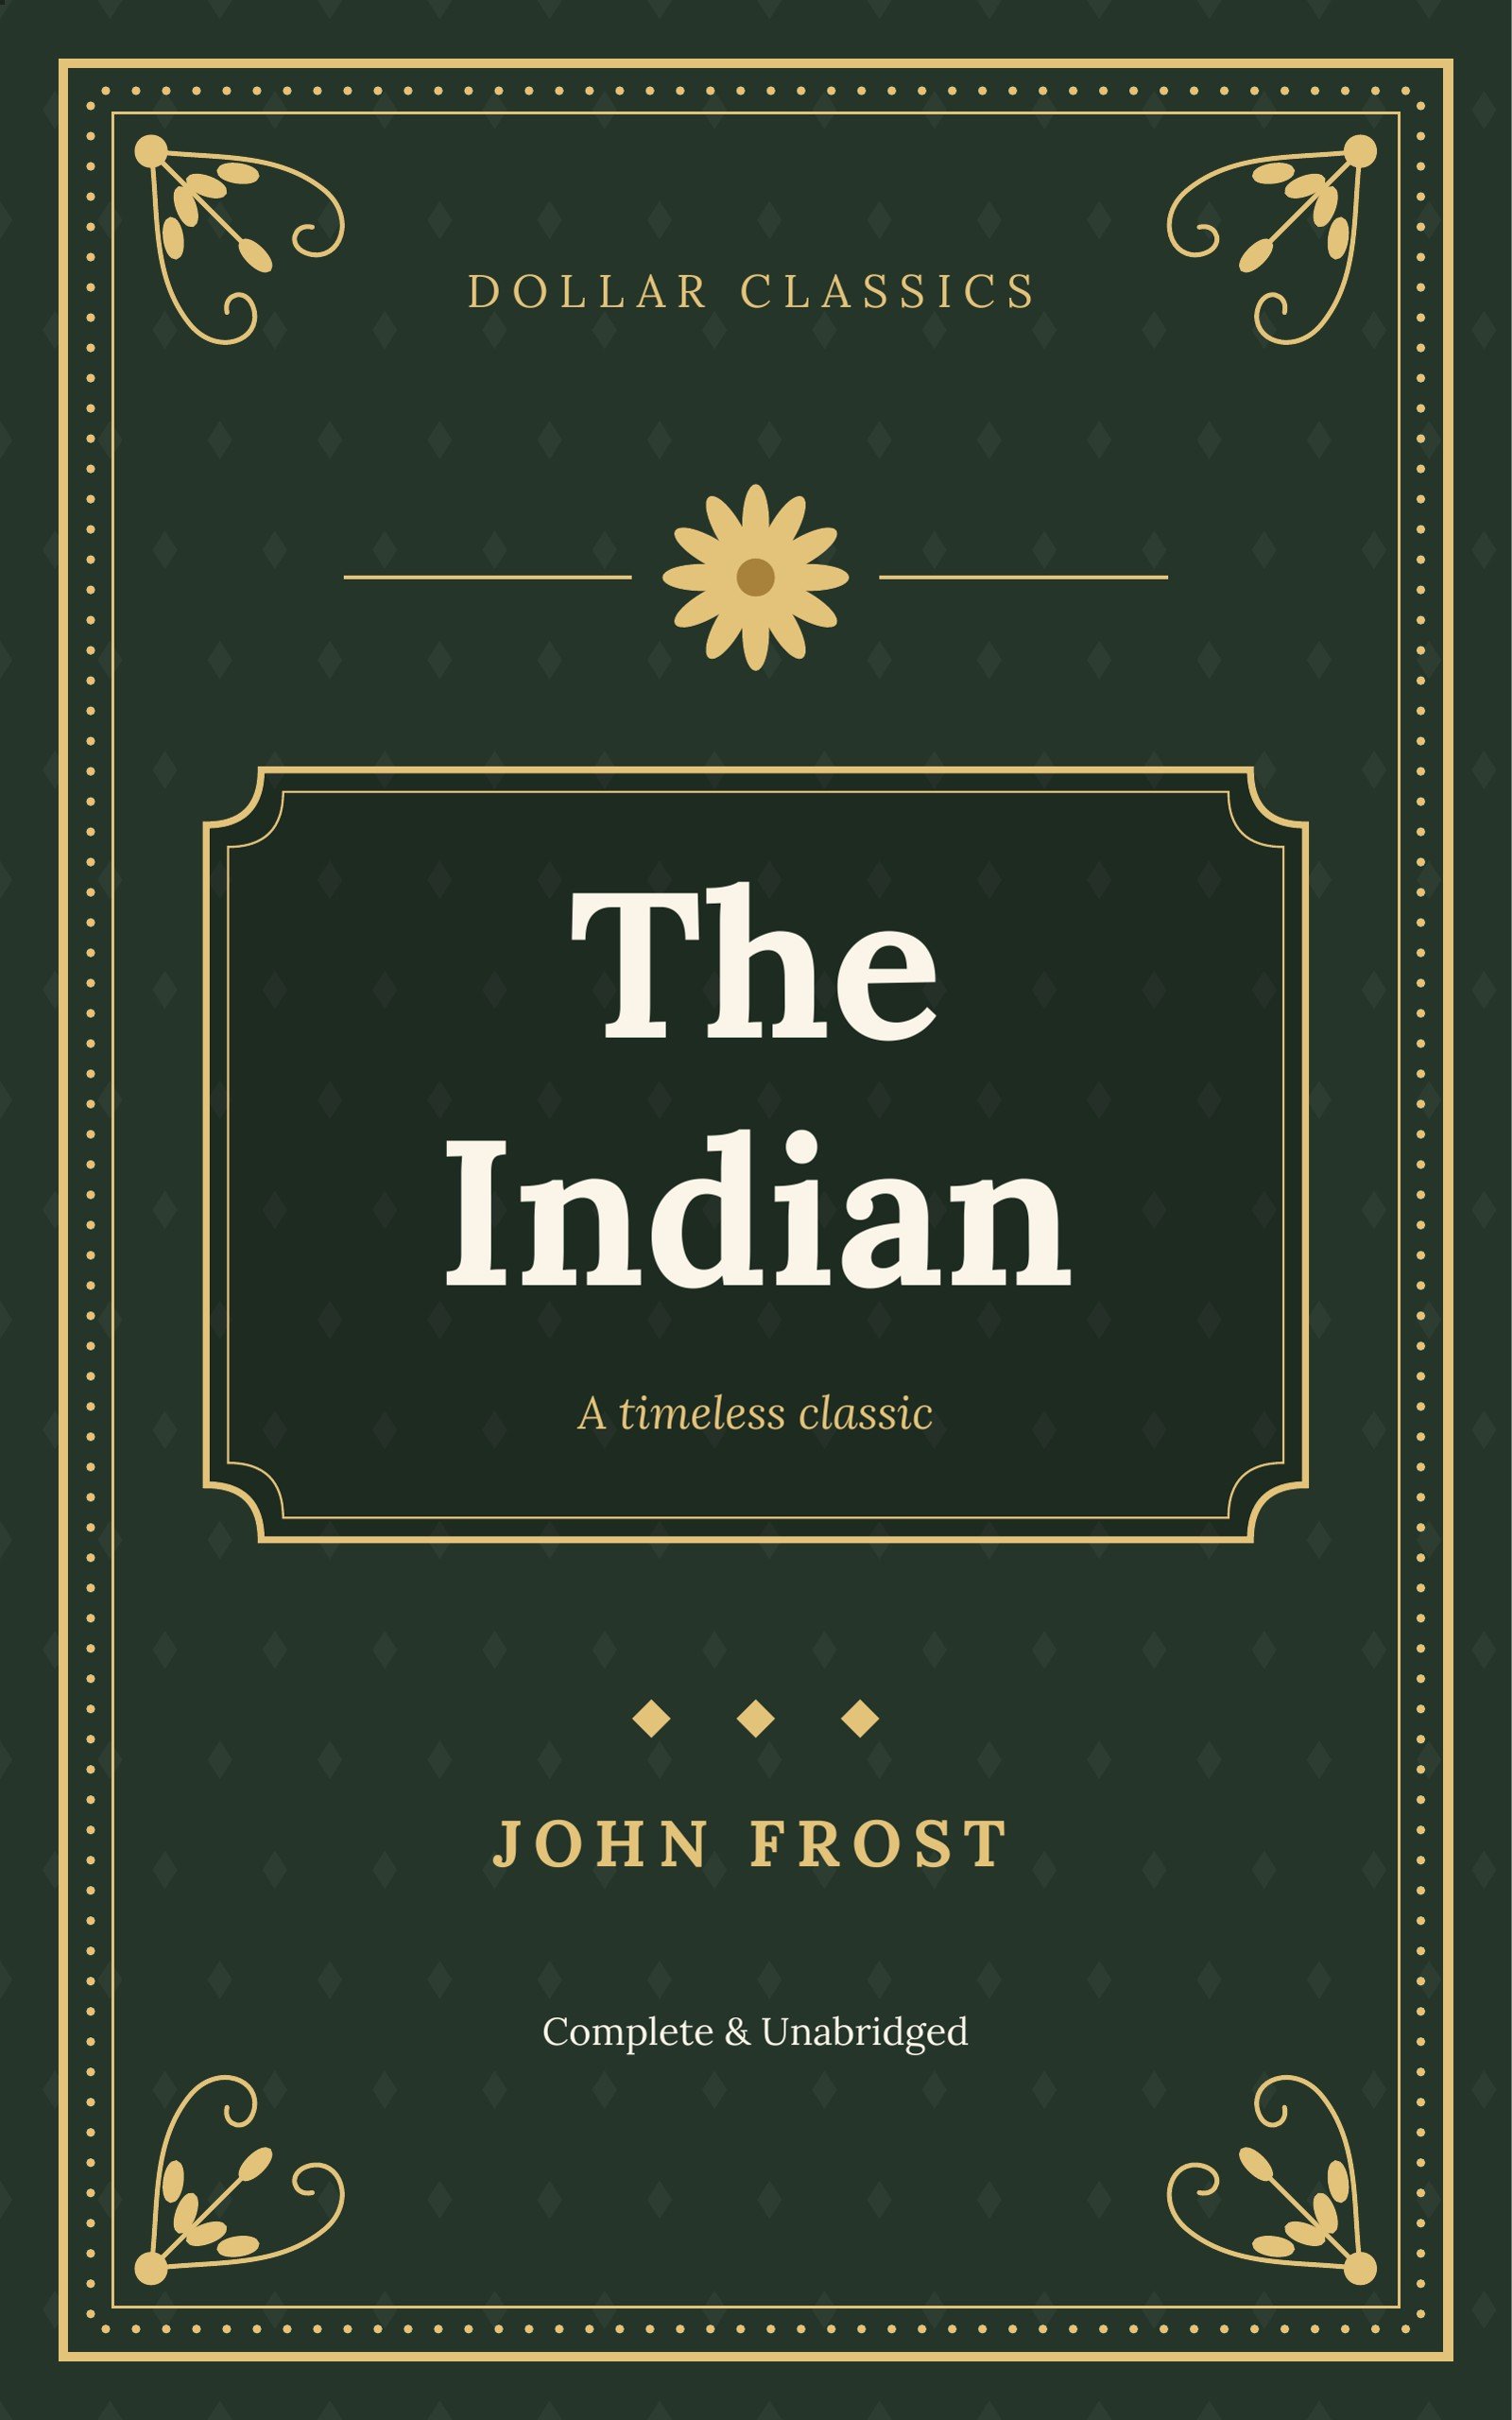 DOLLAR CLASSICS
The
Indian
A timeless classic
JOHN FROST
Complete & Unabridged